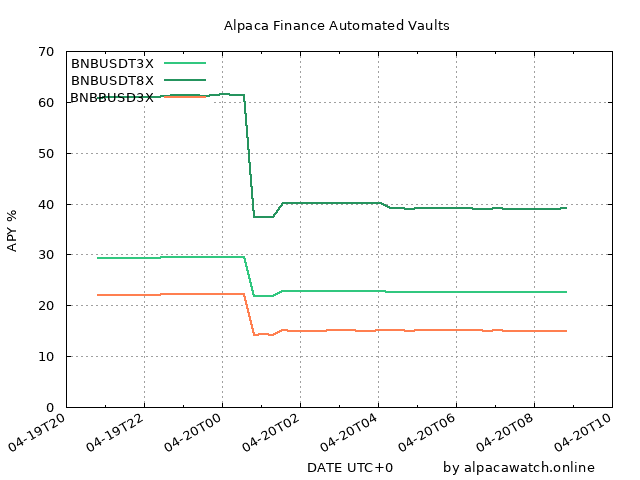 Alpaca Finance Automated Vaults
70
60
50
40
30
20
10
0
APY %
BNBUSDT3X
BNBUSDT8X
BNBBUSD3X
04-19T20
04-19T22
04-20T00
04-20T02
04-20T04
04-20T06
04-20T08
04-20T10
DATE UTC+0
by alpacawatch.online